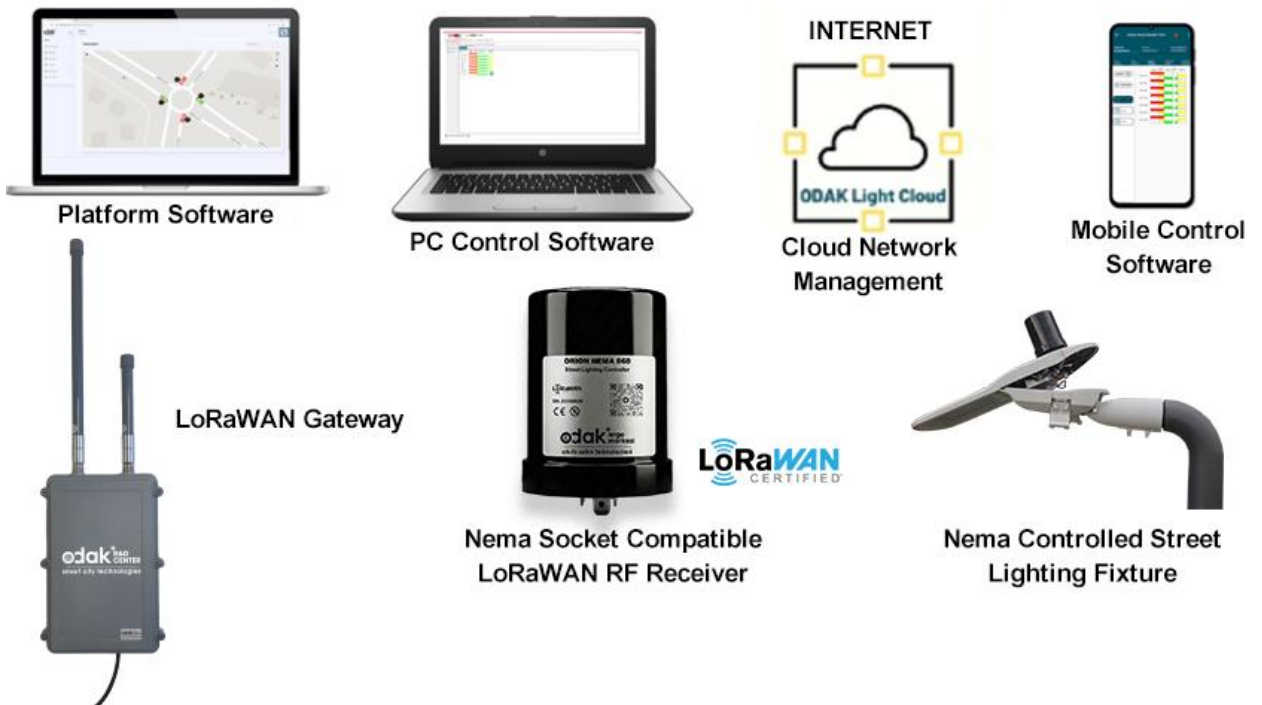 INTERNET
ODAK Light Cloud
Platform Software
PC Control Software
Cloud Network
Management
Mobile Control
Software
LoRaWAN Gateway
ORION NEMA 868
Street Lighting Controller
LoRaWAN
CERTIFIED
odak
R&D
CENTER
smart city technologies
odak
Nema Socket Compatible
LoRaWAN RF Receiver
Nema Controlled Street
Lighting Fixture